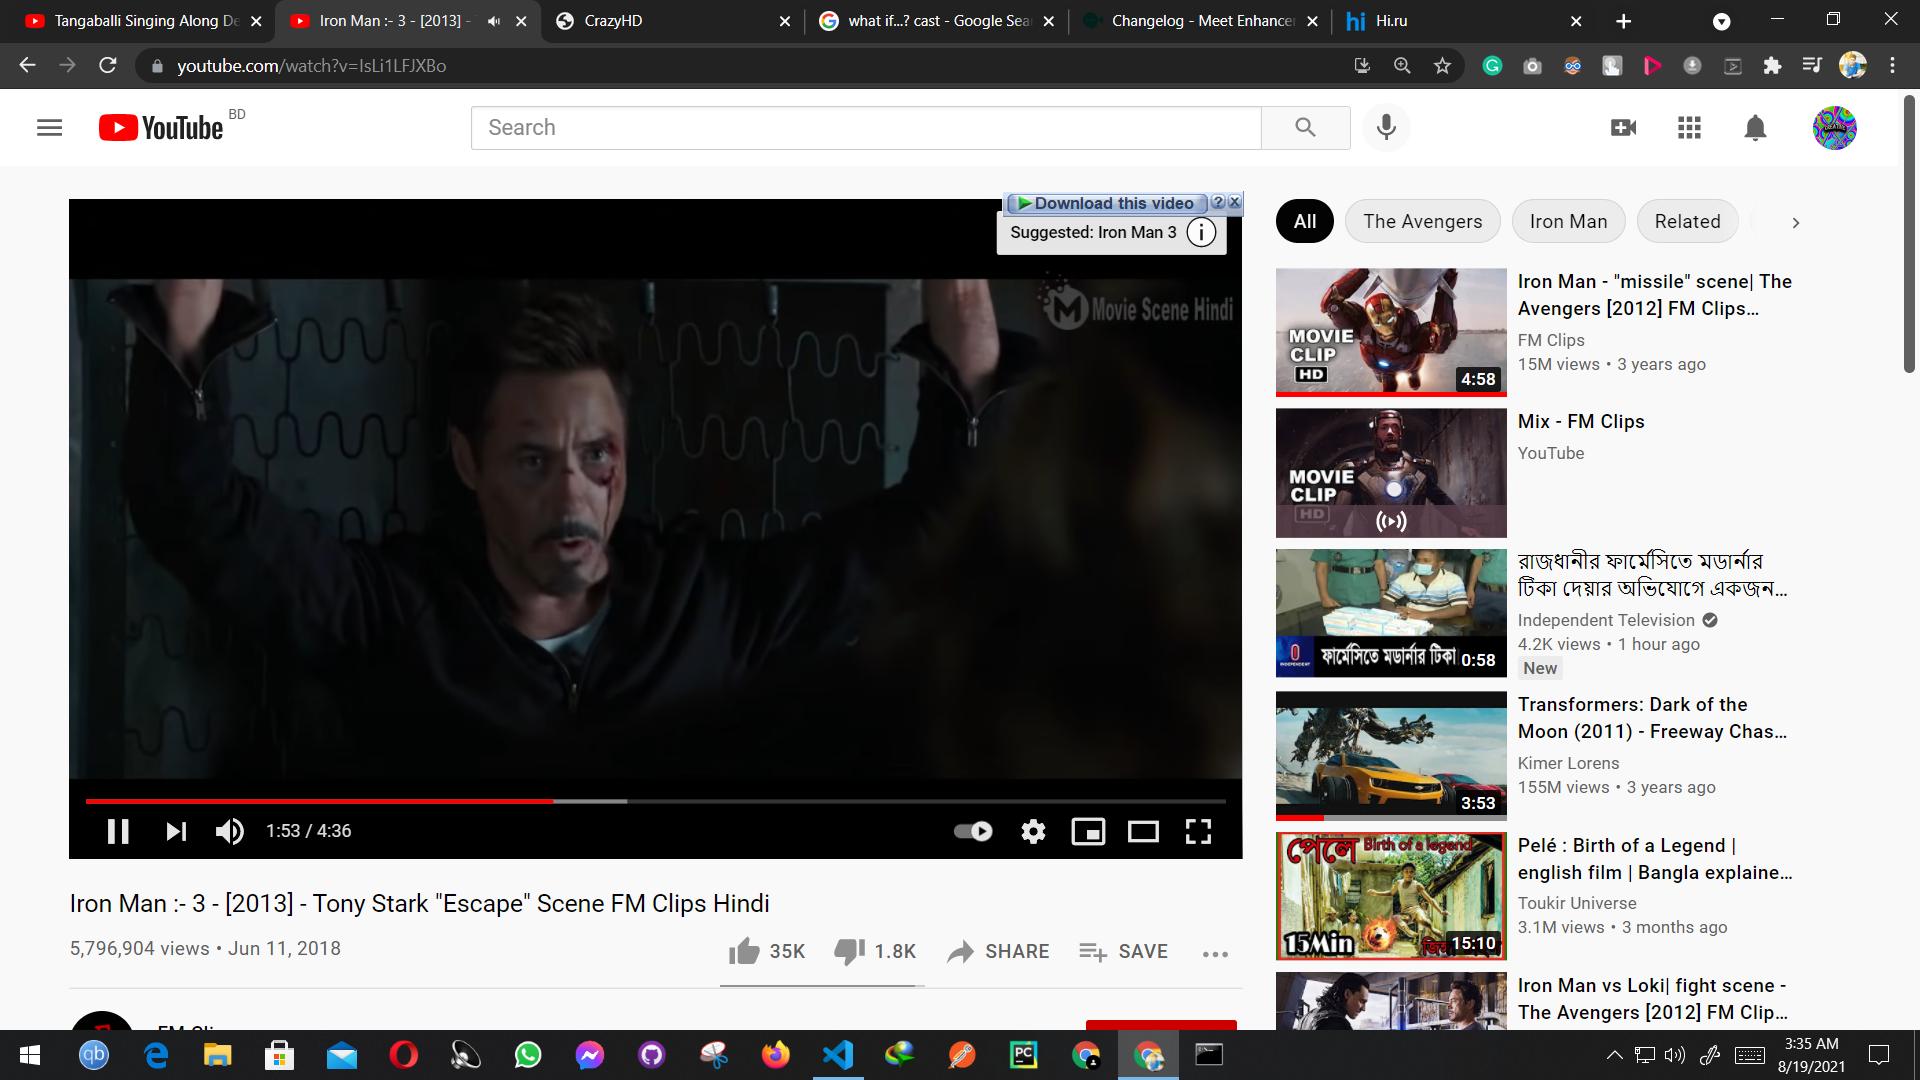 Tangaballi Singing Along De
Iron Man :- 3 - [2013] -
CrazyHD
what if...? cast - Google Sea
Changelog - Meet Enhancer
Hi.ru
youtube.com/watch?v=IsLi1LFJXBo
YouTube BD
Search
Download this video
Suggested: Iron Man 3
Movie Scene Hindi
1:53 / 4:36
Iron Man :- 3 - [2013] - Tony Stark "Escape" Scene FM Clips Hindi
5,796,904 views • Jun 11, 2018
35K
1.8K
SHARE
SAVE
All
The Avengers
Iron Man
Related
MOVIE
CLIP
HD
4:58
Iron Man - "missile" scene| The
Avengers [2012] FM Clips...
FM Clips
15M views • 3 years ago
MOVIE
CLIP
HD
Mix - FM Clips
YouTube
INDEPENDENT
ফার্মেসিতে মডার্নার টিকা
0:58
রাজধানীর ফার্মেসিতে মডার্নার
টিকা দেয়ার অভিযোগে একজন...
Independent Television
4.2K views • 1 hour ago
New
3:53
Transformers: Dark of the
Moon (2011) - Freeway Chas...
Kimer Lorens
155M views • 3 years ago
পেলে Birth of a legend
15Min
15:10
Pelé : Birth of a Legend |
english film | Bangla explaine...
Toukir Universe
3.1M views • 3 months ago
Iron Man vs Loki| fight scene -
The Avengers [2012] FM Clip...
qb
PC
3:35 AM
8/19/2021